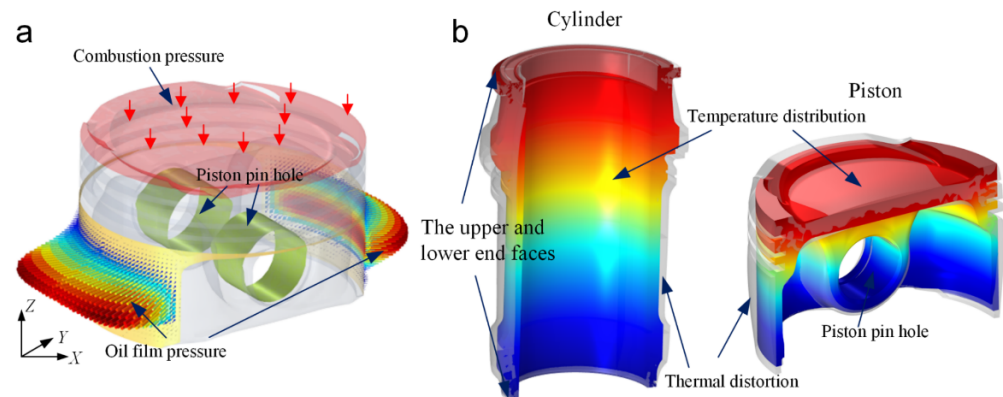 a
Combustion pressure
Piston pin hole
Z
Y
X
Oil film pressure
b
Cylinder
Piston
Temperature distribution
The upper and
lower end faces
Piston pin hole
Thermal distortion